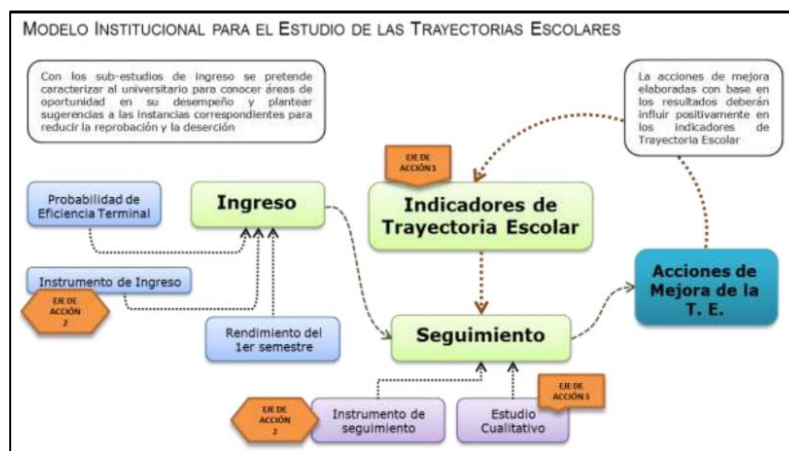 MODELO INSTITUCIONAL PARA EL ESTUDIO DE LAS TRAYECTORIAS ESCOLARES
Con los sub-estudios de ingreso se pretende
caracterizar al universitario para conocer áreas de
oportunidad en su desempeño y plantear
sugerencias a las instancias correspondientes para
reducir la reprobación y la deserción
La acciones de mejora
elaboradas con base en
los resultados deberán
influir positivamente en
los indicadores de
Trayectoria Escolar
EJE DE
ACCIÓN 1
Probabilidad de
Eficiencia Terminal
Ingreso
Indicadores de
Trayectoria Escolar
Instrumento de Ingreso
EJE DE
ACCIÓN
2
Acciones de
Mejora de la
T. E.
Rendimiento del
1er semestre
Seguimiento
EJE DE
ACCIÓN
2
Instrumento de
seguimiento
EJE DE
ACCIÓN 3
Estudio
Cualitativo